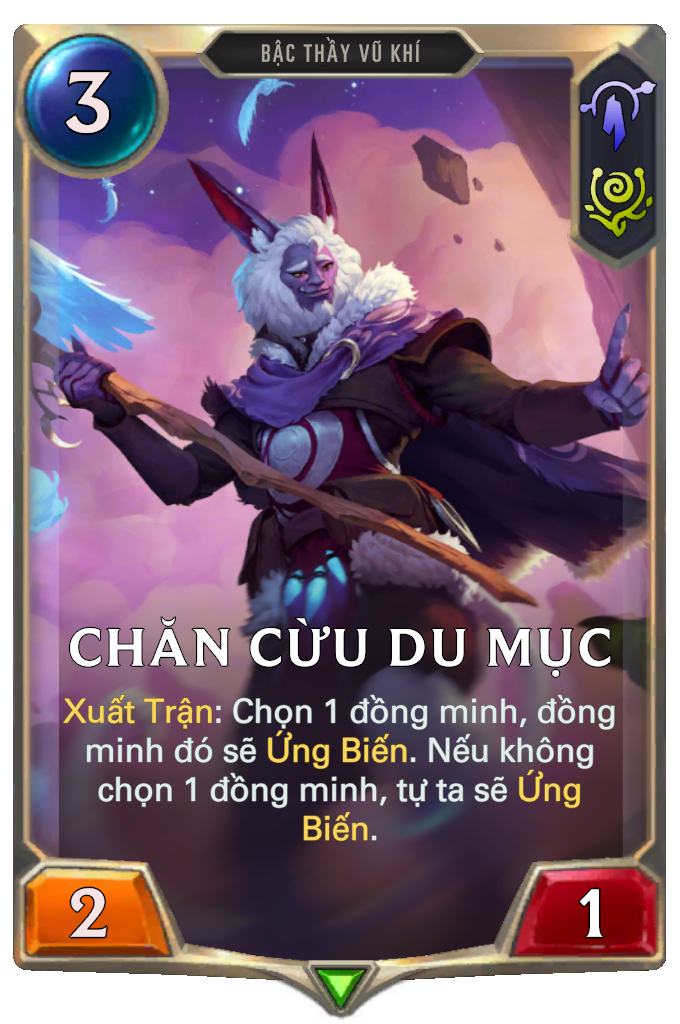 BẬC THẦY VŨ KHÍ
3
CHĂN CỪU DU MỤC
Xuất Trận: Chọn 1 đồng minh, đồng
minh đó sẽ Ứng Biến. Nếu không
chọn 1 đồng minh, tự ta sẽ Ứng
Biến.
2
1